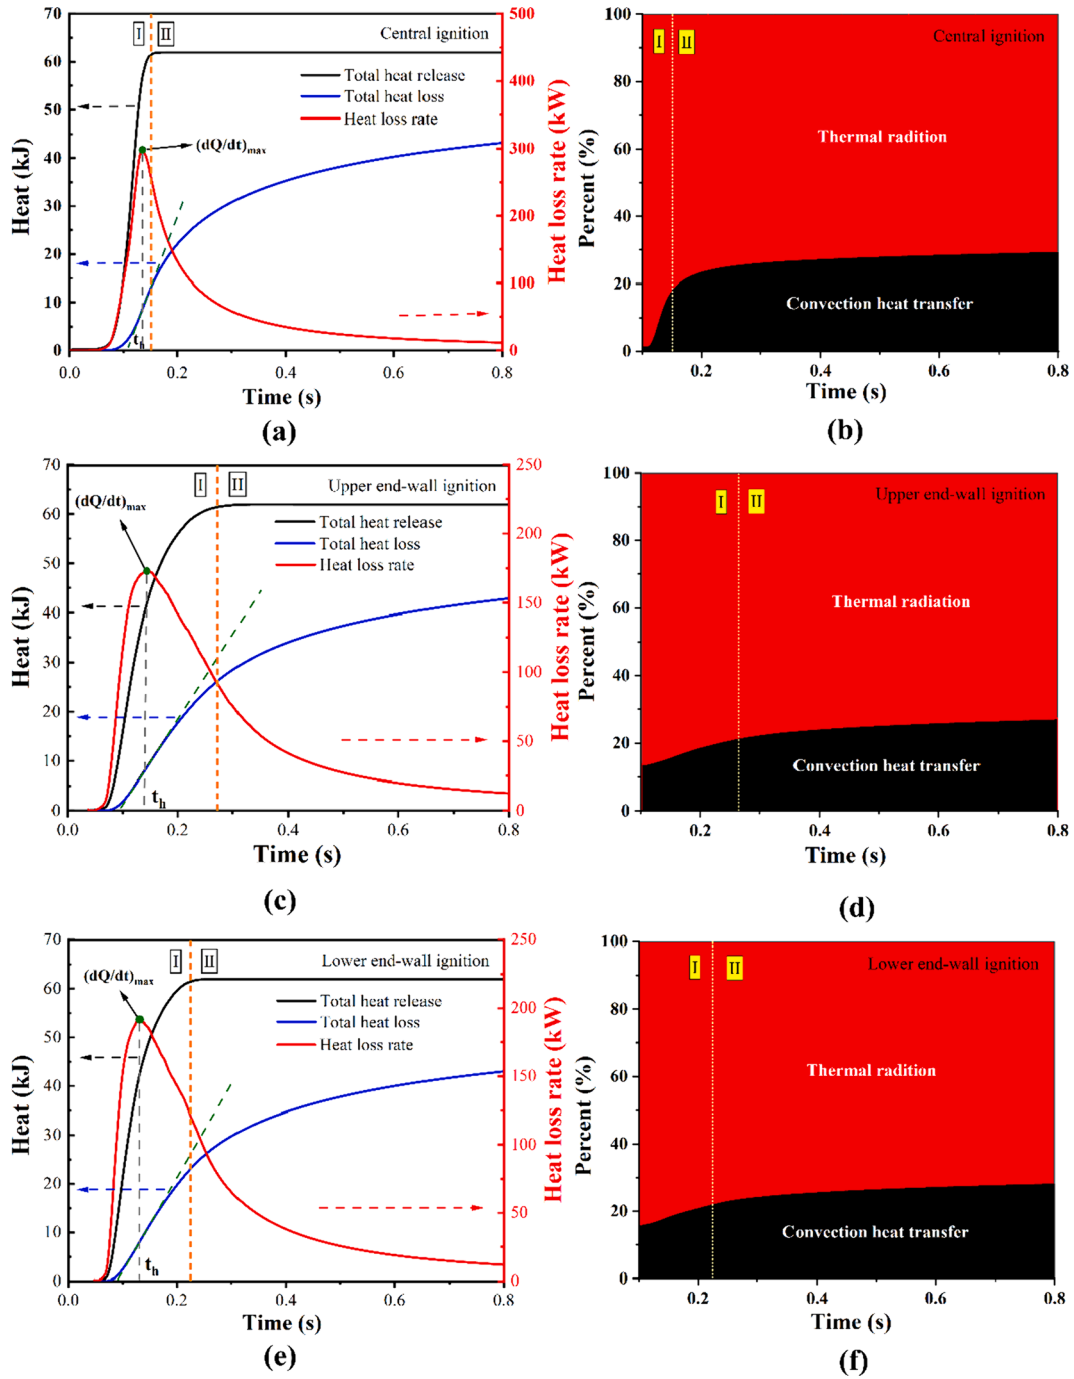 70
60
50
40
30
20
10
0
Heat (kJ)
I II
Central ignition
Total heat release
Total heat loss
Heat loss rate
(dQ/dt)max
th
500
400
300
200
100
0
Heat loss rate (kW)
0.0 0.2 0.4 0.6 0.8
Time (s)
(a)
100
80
60
40
20
0
Percent (%)
I II
Central ignition
Thermal radition
Convection heat transfer
0.2 0.4 0.6 0.8
Time (s)
(b)
70
60
50
40
30
20
10
0
Heat (kJ)
I II
Upper end-wall ignition
(dQ/dt)max
Total heat release
Total heat loss
Heat loss rate
th
250
200
150
100
50
0
Heat loss rate (kW)
0.0 0.2 0.4 0.6 0.8
Time (s)
(c)
100
80
60
40
20
0
Percent (%)
I II
Upper end-wall ignition
Thermal radiation
Convection heat transfer
0.2 0.4 0.6 0.8
Time (s)
(d)
70
60
50
40
30
20
10
0
Heat (kJ)
I II
Lower end-wall ignition
(dQ/dt)max
Total heat release
Total heat loss
Heat loss rate
th
250
200
150
100
50
0
Heat loss rate (kW)
0.0 0.2 0.4 0.6 0.8
Time (s)
(e)
100
80
60
40
20
0
Percent (%)
I II
Lower end-wall ignition
Thermal radition
Convection heat transfer
0.2 0.4 0.6 0.8
Time (s)
(f)